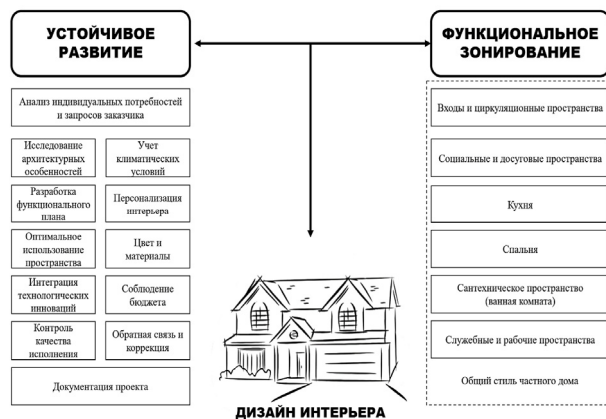 УСТОЙЧИВОЕ
РАЗВИТИЕ
ФУНКЦИОНАЛЬНОЕ
ЗОНИРОВАНИЕ
Анализ индивидуальных потребностей
и запросов заказчика
Исследование
архитектурных
особенностей
Учет
климатических
условий
Разработка
функционального
плана
Персонализация
интерьера
Оптимальное
использование
пространства
Цвет и
материалы
Интеграция
технологических
инноваций
Соблюдение
бюджета
Контроль
качества
исполнения
Обратная связь и
коррекция
Документация проекта
Входы и циркуляционные пространства
Социальные и досуговые пространства
Кухня
Спальня
Сантехническое пространство
(ванная комната)
Служебные и рабочие пространства
Общий стиль частного дома
ДИЗАЙН ИНТЕРЬЕРА